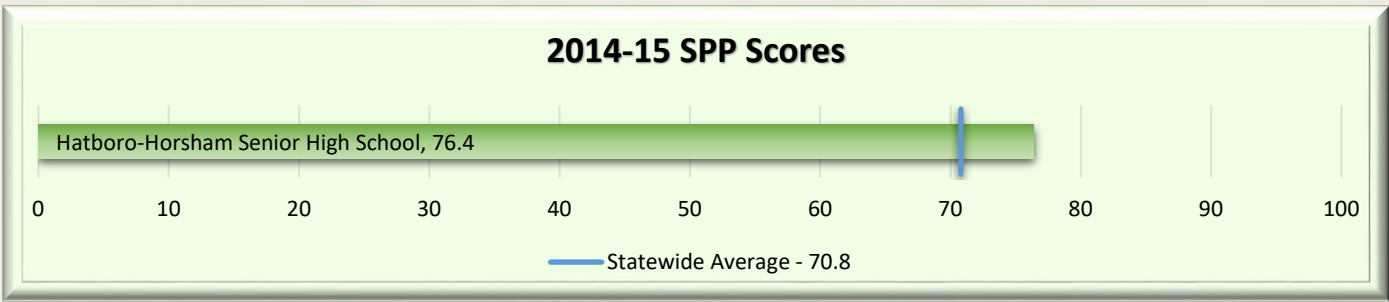 2014-15 SPP Scores
Hatboro-Horsham Senior High School, 76.4
0 10 20 30 40 50 60 70 80 90 100
Statewide Average - 70.8